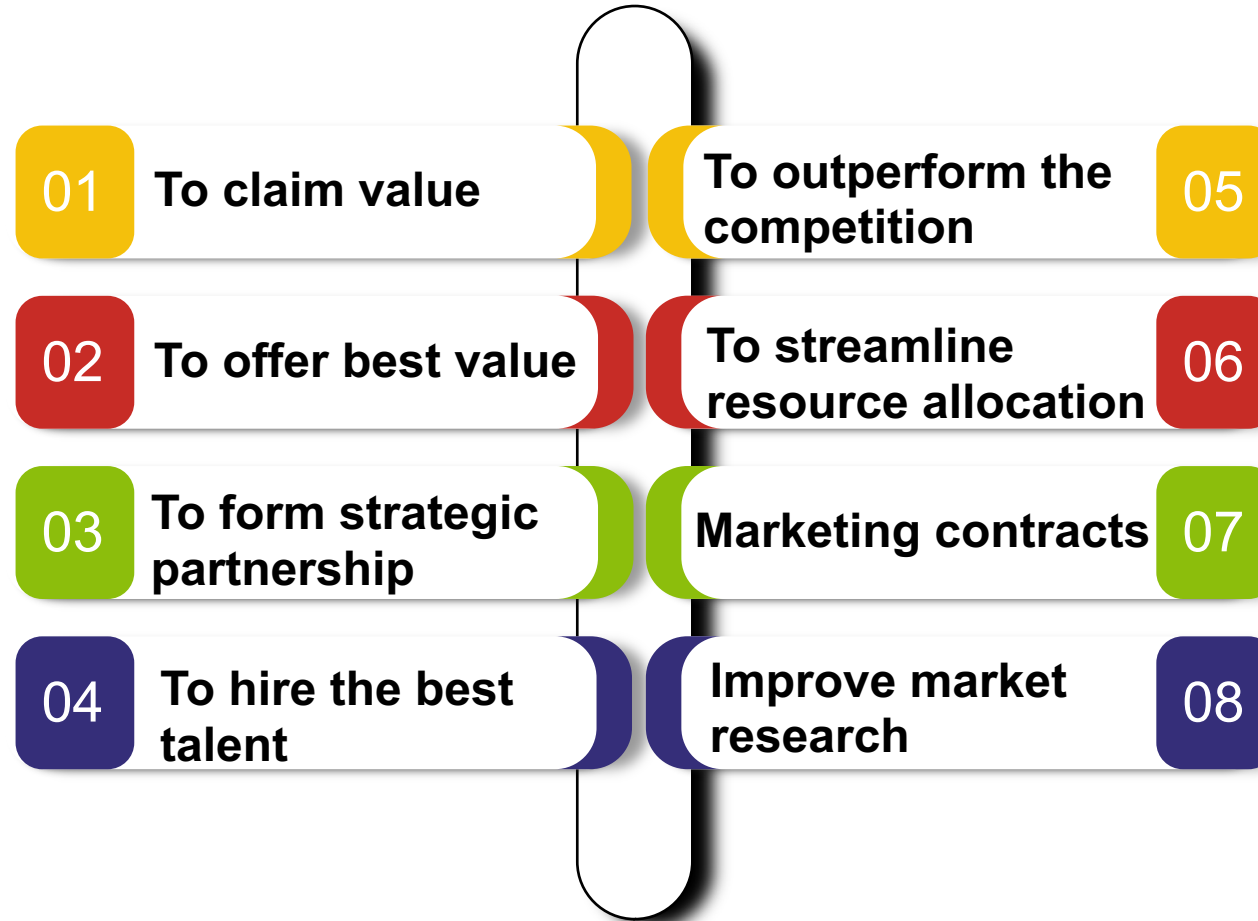 01
To claim value
02
To offer best value
03
To form strategic
partnership
04
To hire the best
talent
To outperform the
competition
05
To streamline
resource allocation
06
Marketing contracts
07
Improve market
research
08